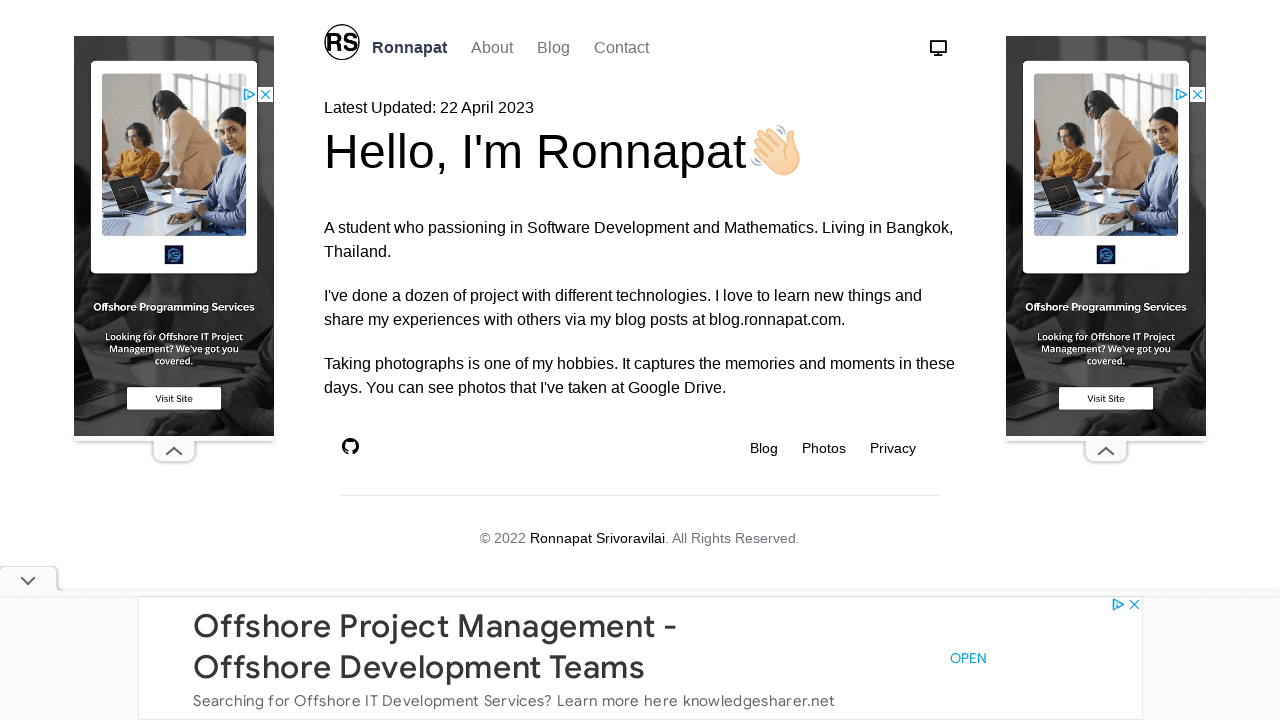 RS
Ronnapat About Blog Contact
Latest Updated: 22 April 2023
Hello, I'm Ronnapat👋🏼
A student who passioning in Software Development and Mathematics. Living in Bangkok,
Thailand.
I've done a dozen of project with different technologies. I love to learn new things and
share my experiences with others via my blog posts at blog.ronnapat.com.
Taking photographs is one of my hobbies. It captures the memories and moments in these
days. You can see photos that I've taken at Google Drive.
Blog Photos Privacy
© 2022 Ronnapat Srivoravilai. All Rights Reserved.
Offshore Programming Services
Looking for Offshore IT Project
Management? We've got you
covered.
Visit Site
Offshore Programming Services
Looking for Offshore IT Project
Management? We've got you
covered.
Visit Site
Offshore Project Management -
Offshore Development Teams
Searching for Offshore IT Development Services? Learn more here knowledgesharer.net
OPEN